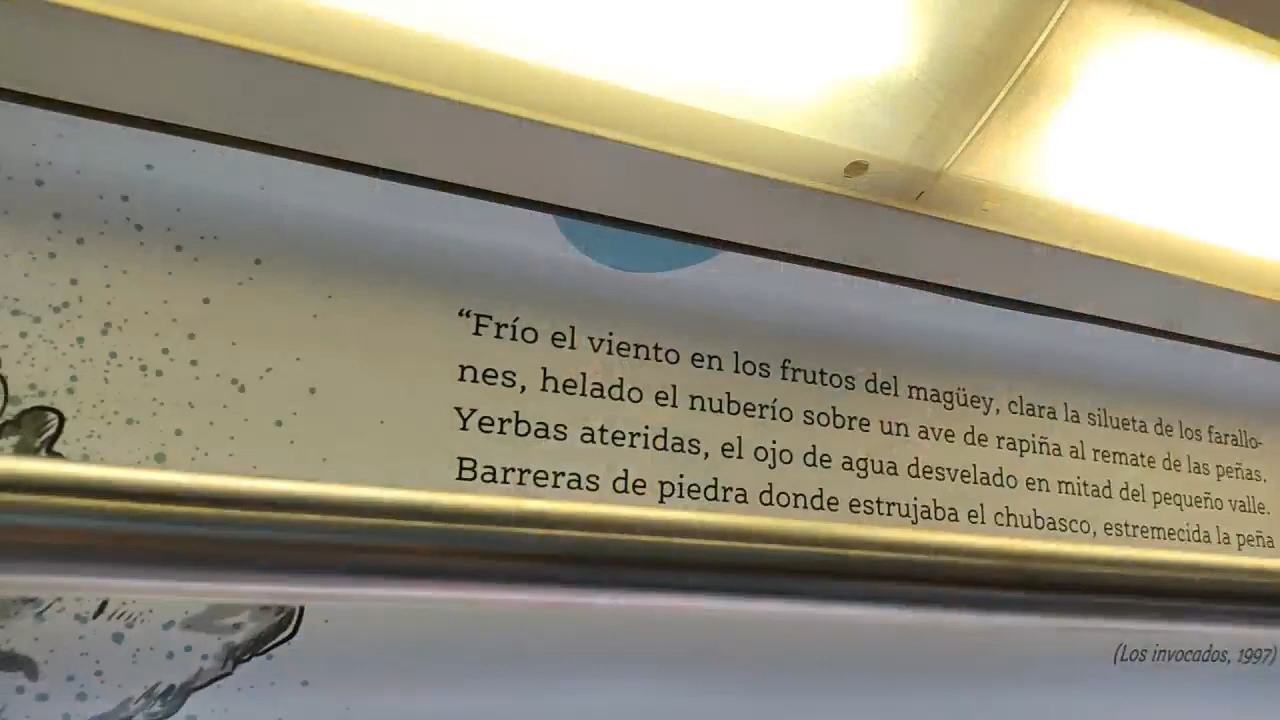 “Frío el viento en los frutos del magüey, clara la silueta de los farallo-
nes, helado el nuberío sobre un ave de rapiña al remate de las peñas.
Yerbas ateridas, el ojo de agua desvelado en mitad del pequeño valle.
Barreras de piedra donde estrujaba el chubasco, estremecida la peña
(Los invocados, 1997)